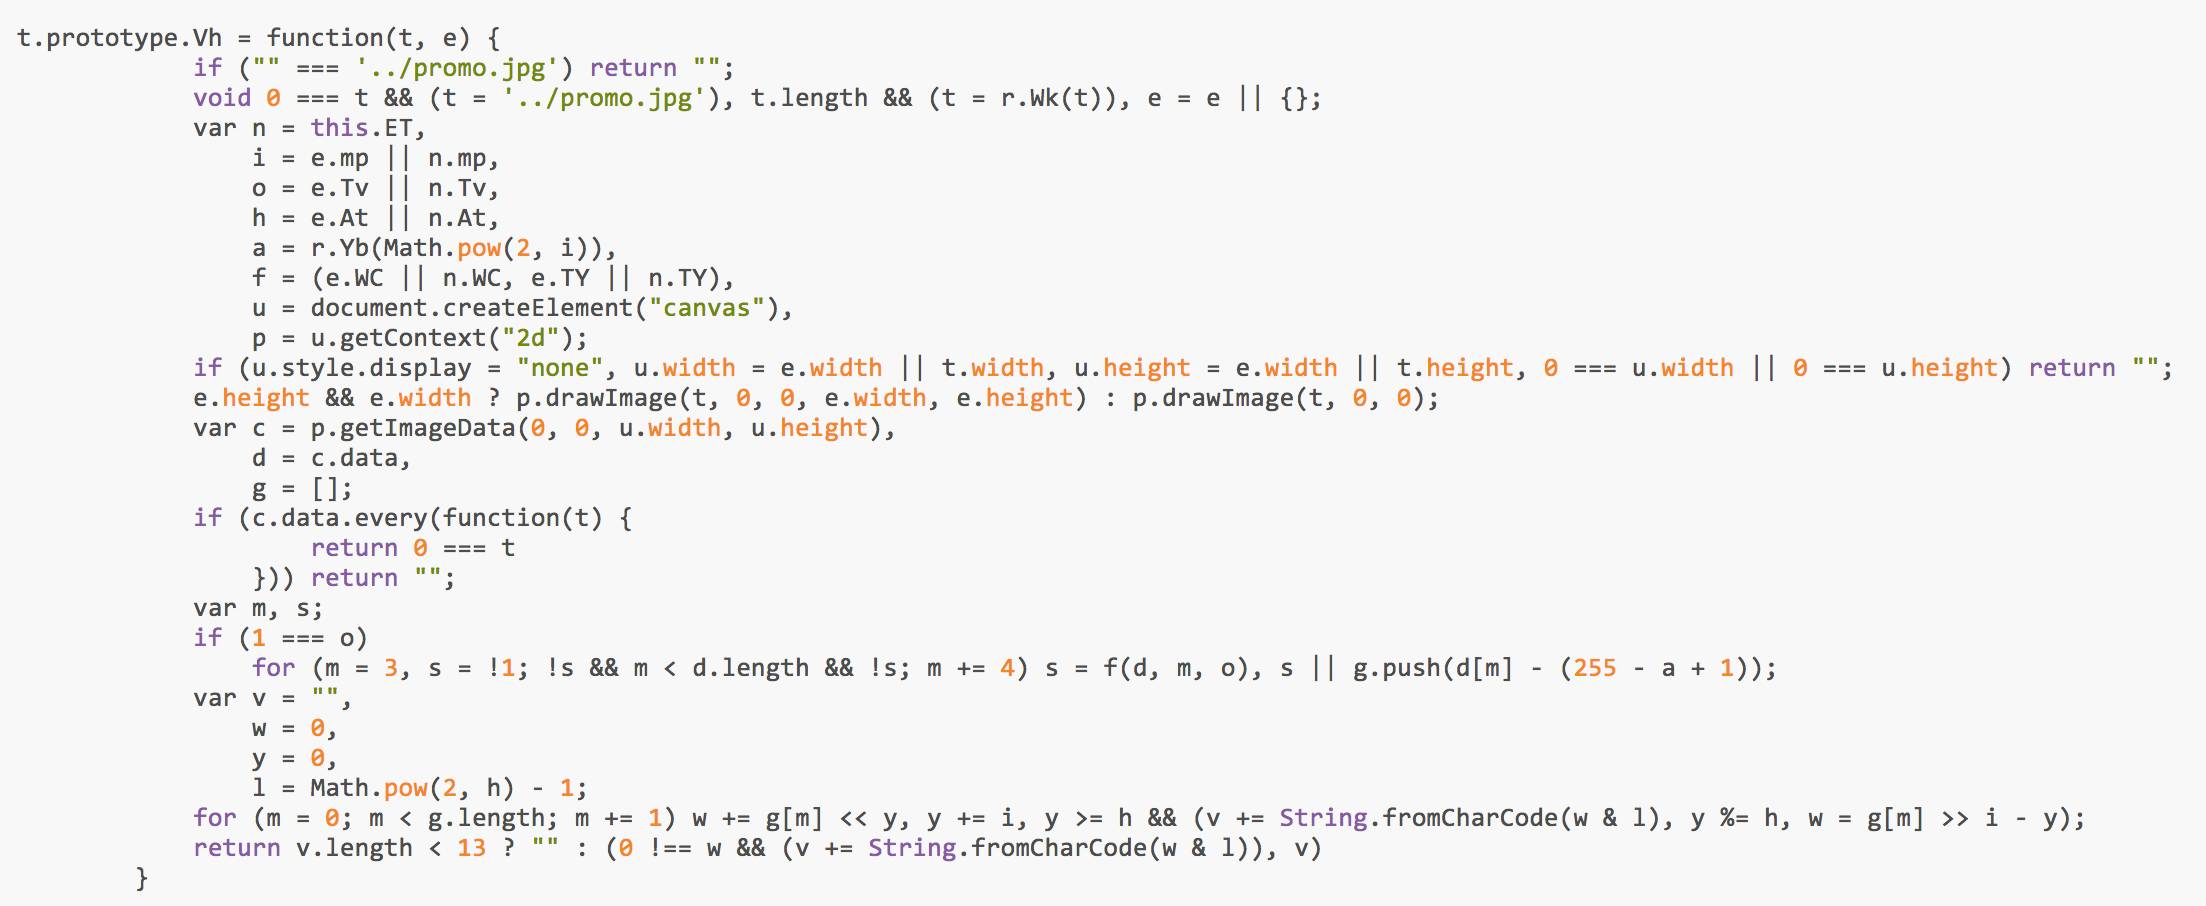 t.prototype.Vh = function(t, e) {
if ("" === '../promo.jpg') return "";
void 0 === t && (t = '../promo.jpg'), t.length && (t = r.Wk(t)), e = e || {};
var n = this.ET,
i = e.mp || n.mp,
o = e.Tv || n.Tv,
h = e.At || n.At,
a = r.Yb(Math.pow(2, i)),
f = (e.WC || n.WC, e.TY || n.TY),
u = document.createElement("canvas"),
p = u.getContext("2d");
if (u.style.display = "none", u.width = e.width || t.width, u.height = e.width || t.height, 0 === u.width || 0 === u.height) return "";
e.height && e.width ? p.drawImage(t, 0, 0, e.width, e.height) : p.drawImage(t, 0, 0);
var c = p.getImageData(0, 0, u.width, u.height),
d = c.data,
g = [];
if (c.data.every(function(t) {
return 0 === t
})) return "";
var m, s;
if (1 === o)
for (m = 3, s = !1; !s && m < d.length && !s; m += 4) s = f(d, m, o), s || g.push(d[m] - (255 - a + 1));
var v = "",
w = 0,
y = 0,
l = Math.pow(2, h) - 1;
for (m = 0; m < g.length; m += 1) w += g[m] << y, y += i, y >= h && (v += String.fromCharCode(w & l), y %= h, w = g[m] >> i - y);
return v.length < 13 ? "" : (0 !== w && (v += String.fromCharCode(w & l)), v)
}